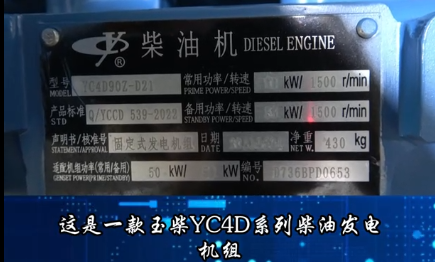 柴油机 DIESEL ENGINE
型号 MODEL YC4D90Z-D21 常用功率/转速 PRIME POWER/SPEED kW/ 1500 r/min
产品标准 STD Q/YCCD 539-2022 备用功率/转速 STANDBY POWER/SPEED kW/ 1500 r/min
声明书/核准号 STATEMENT/APPROVAL 固定式发电机组 日期 DATE 净重 NET W. 430 kg
适配机组功率(常用/备用) GENSET POWER(PRIME/STANDBY) 50 kW/ kW 编号 NO.
这是一款玉柴YC4D系列柴油发电
机组